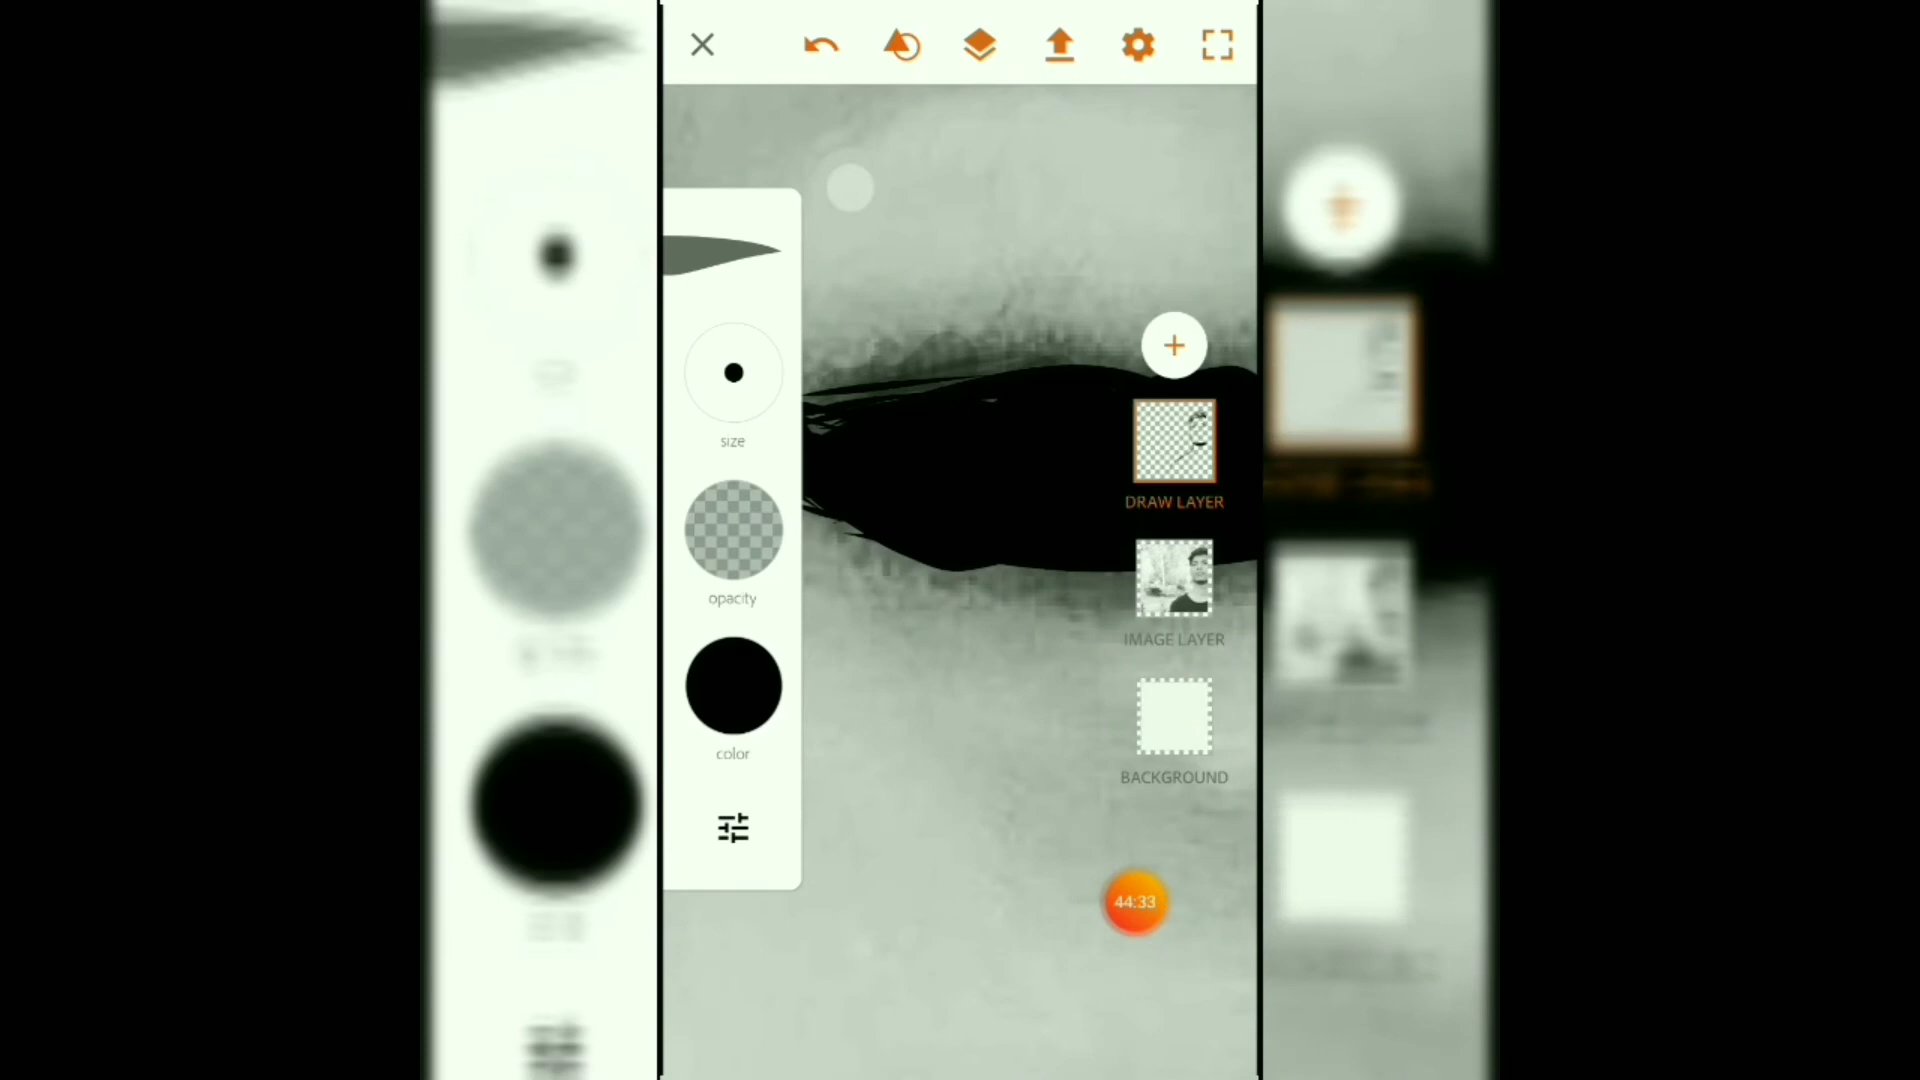 size
DRAW LAYER
opacity
IMAGE LAYER
color
BACKGROUND
44:33